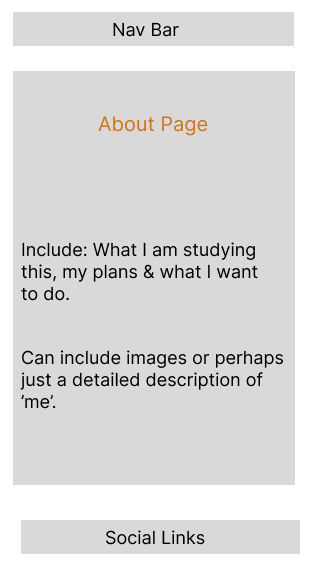 Nav Bar
About Page
Include: What I am studying
this, my plans & what I want
to do.
Can include images or perhaps
just a detailed description of
’me’.
Social Links